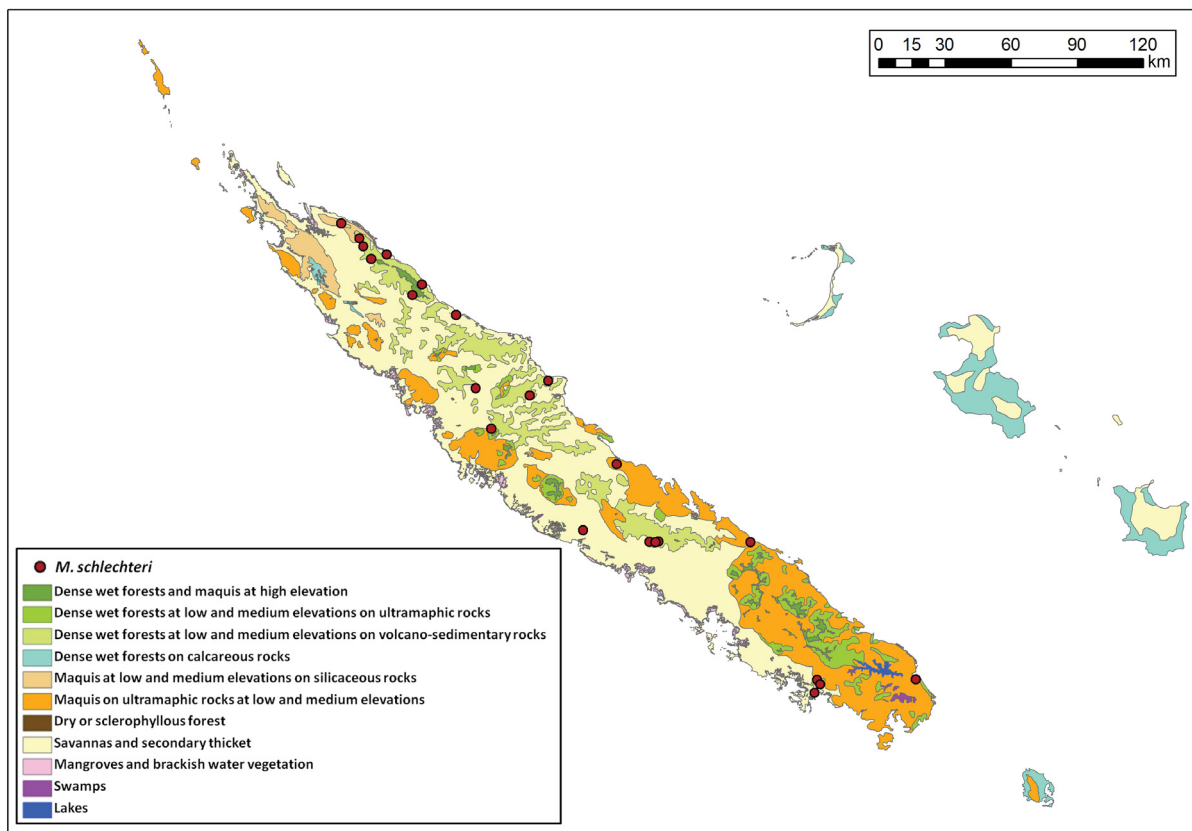 0 15 30 60 90 120
km
M. schlechteri
Dense wet forests and maquis at high elevation
Dense wet forests at low and medium elevations on ultramaphic rocks
Dense wet forests at low and medium elevations on volcano-sedimentary rocks
Dense wet forests on calcareous rocks
Maquis at low and medium elevations on silicaceous rocks
Maquis on ultramaphic rocks at low and medium elevations
Dry or sclerophyllous forest
Savannas and secondary thicket
Mangroves and brackish water vegetation
Swamps
Lakes